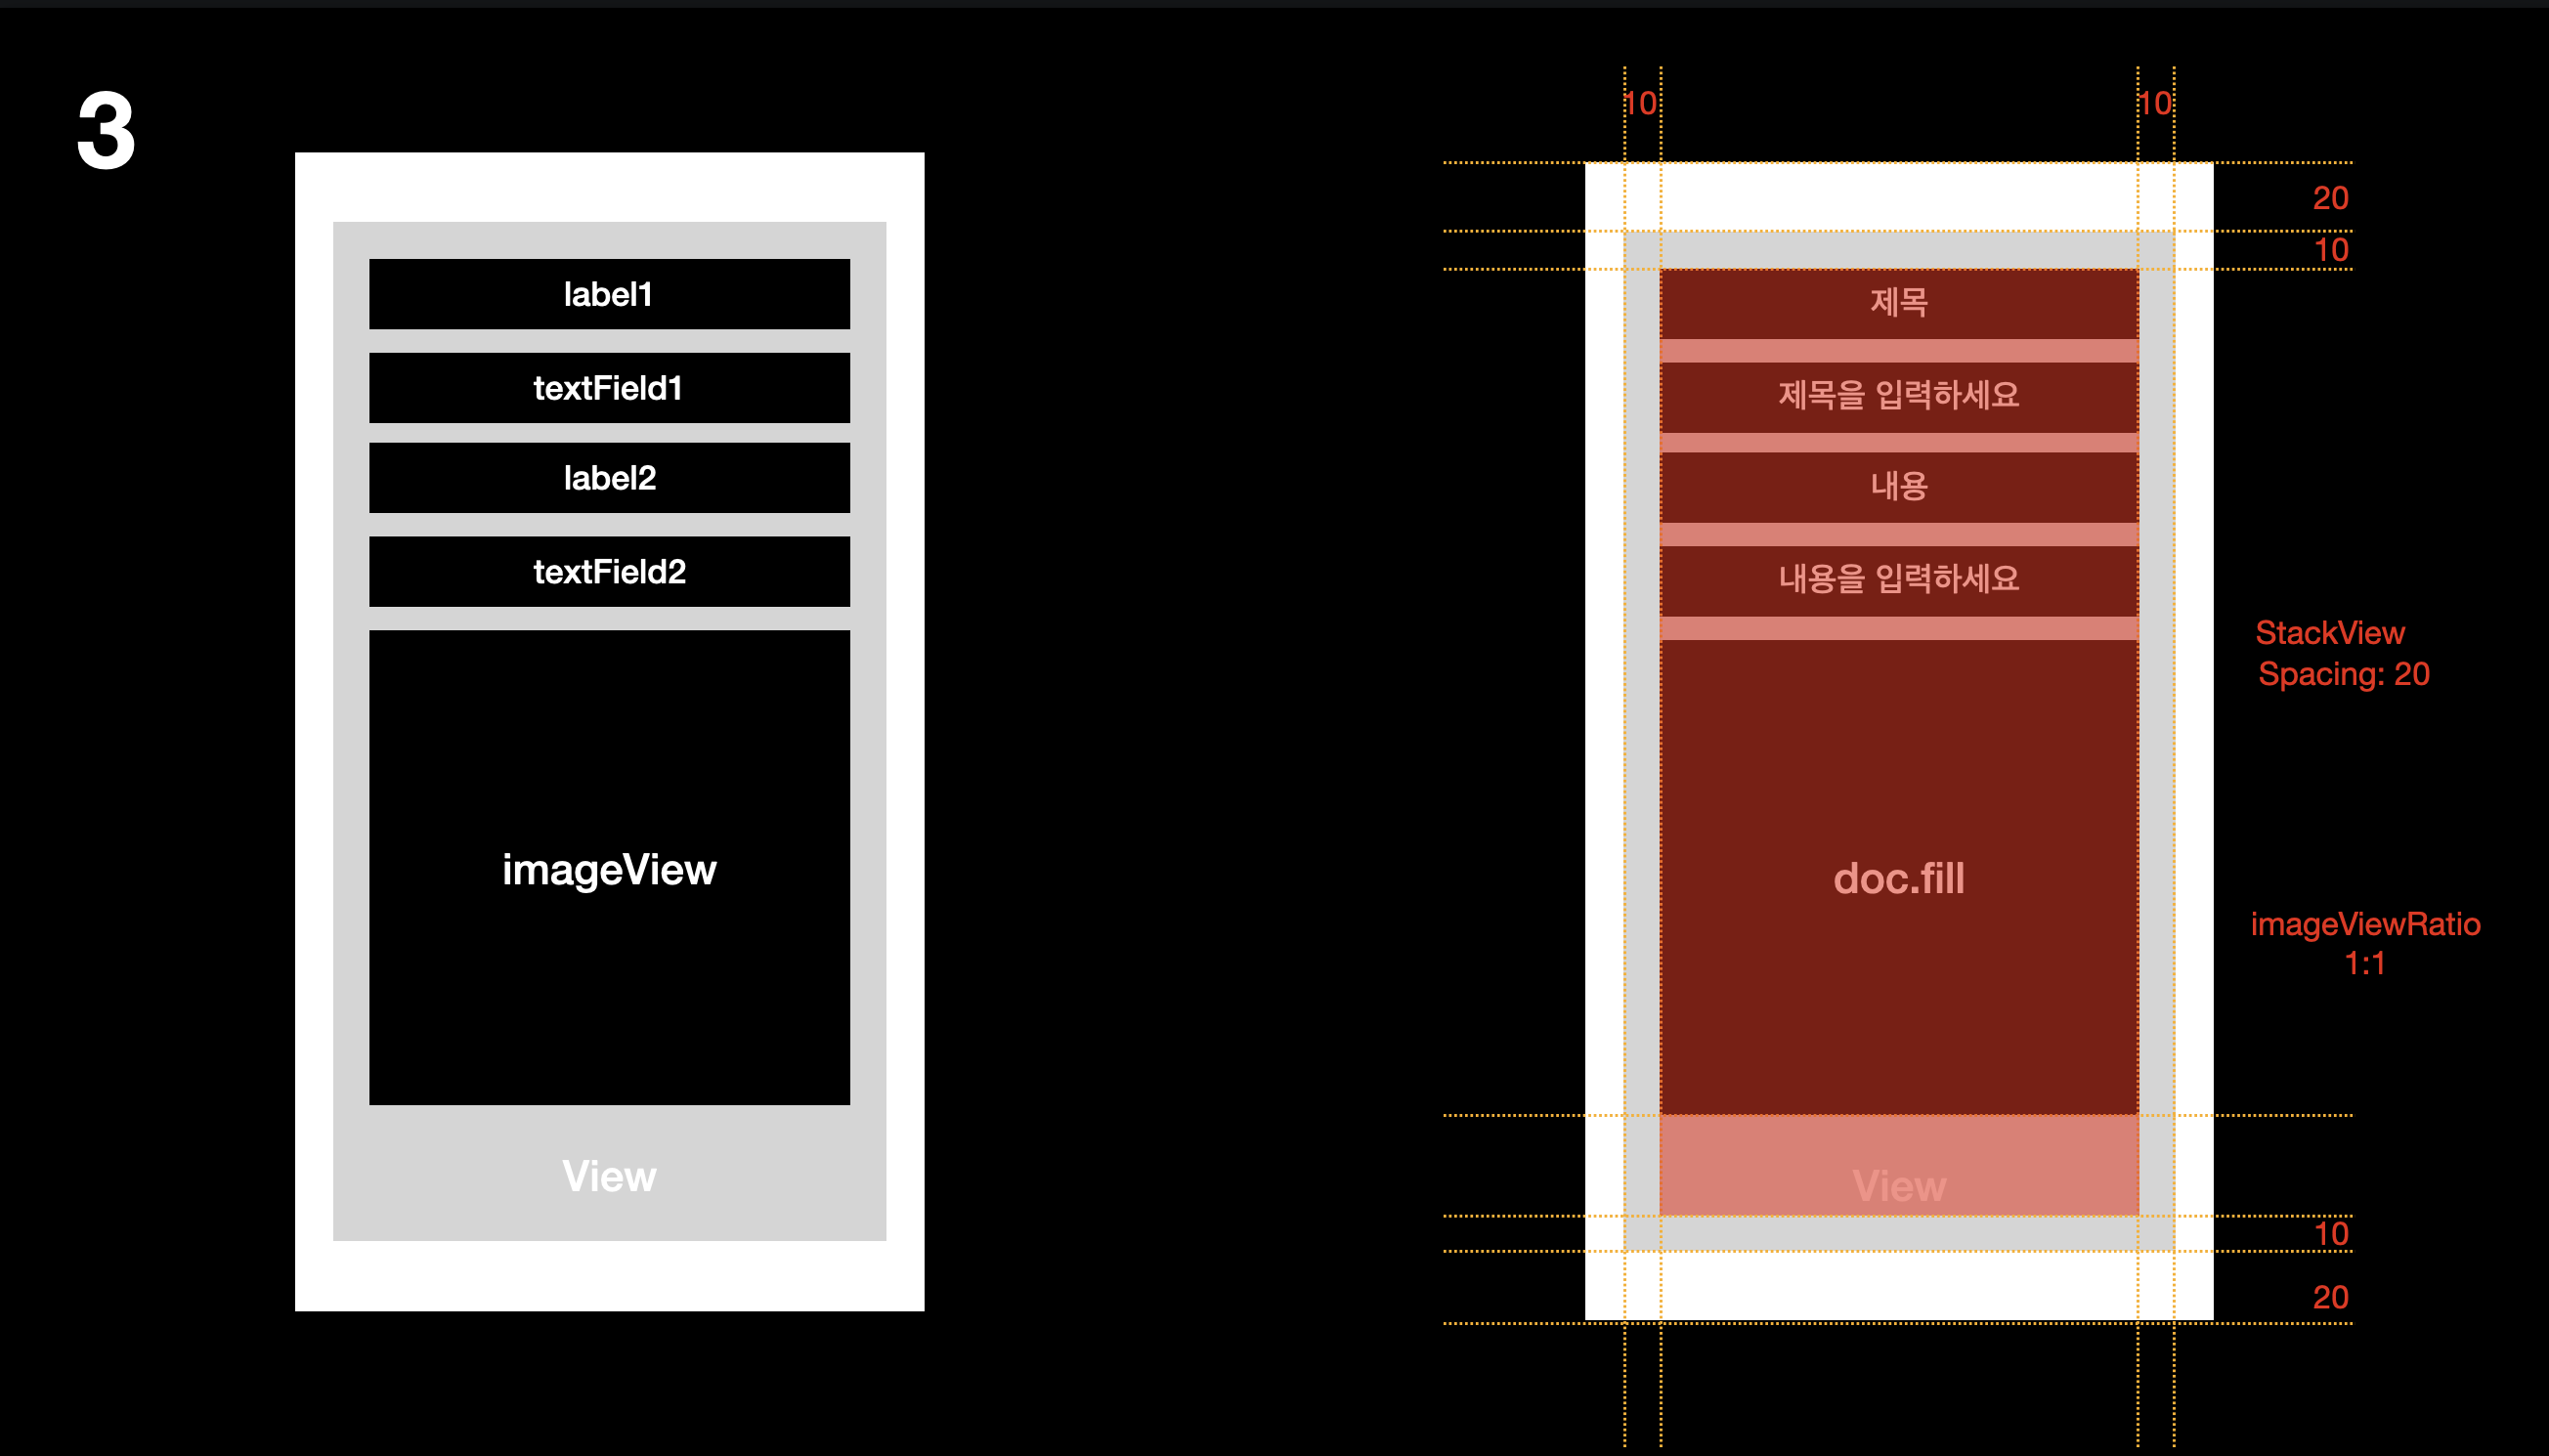 3
label1
textField1
label2
textField2
imageView
View
10
10
20
10
제목
제목을 입력하세요
내용
내용을 입력하세요
StackView
Spacing: 20
doc.fill
imageViewRatio
1:1
View
10
20